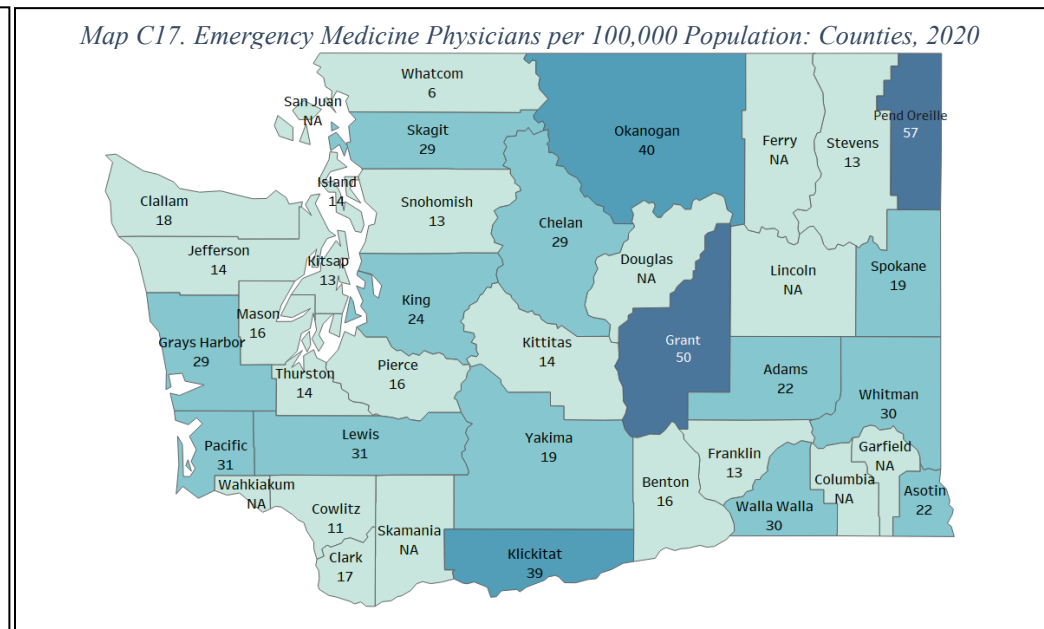 Map C17. Emergency Medicine Physicians per 100,000 Population: Counties, 2020
Whatcom
6
San Juan
NA
Skagit
29
Okanogan
40
Ferry
NA
Stevens
13
Pend Oreille
57
Island
14
Clallam
18
Snohomish
13
Chelan
29
Jefferson
14
Kitsap
13
Douglas
NA
Lincoln
NA
Spokane
19
King
24
Mason
16
Grays Harbor
29
Kittitas
14
Grant
50
Pierce
16
Thurston
14
Adams
22
Whitman
30
Pacific
31
Lewis
31
Yakima
19
Franklin
13
Garfield
NA
Benton
16
Columbia
NA
Asotin
22
Wahkiakum
NA
Walla Walla
30
Cowlitz
11
Skamania
NA
Clark
17
Klickitat
39